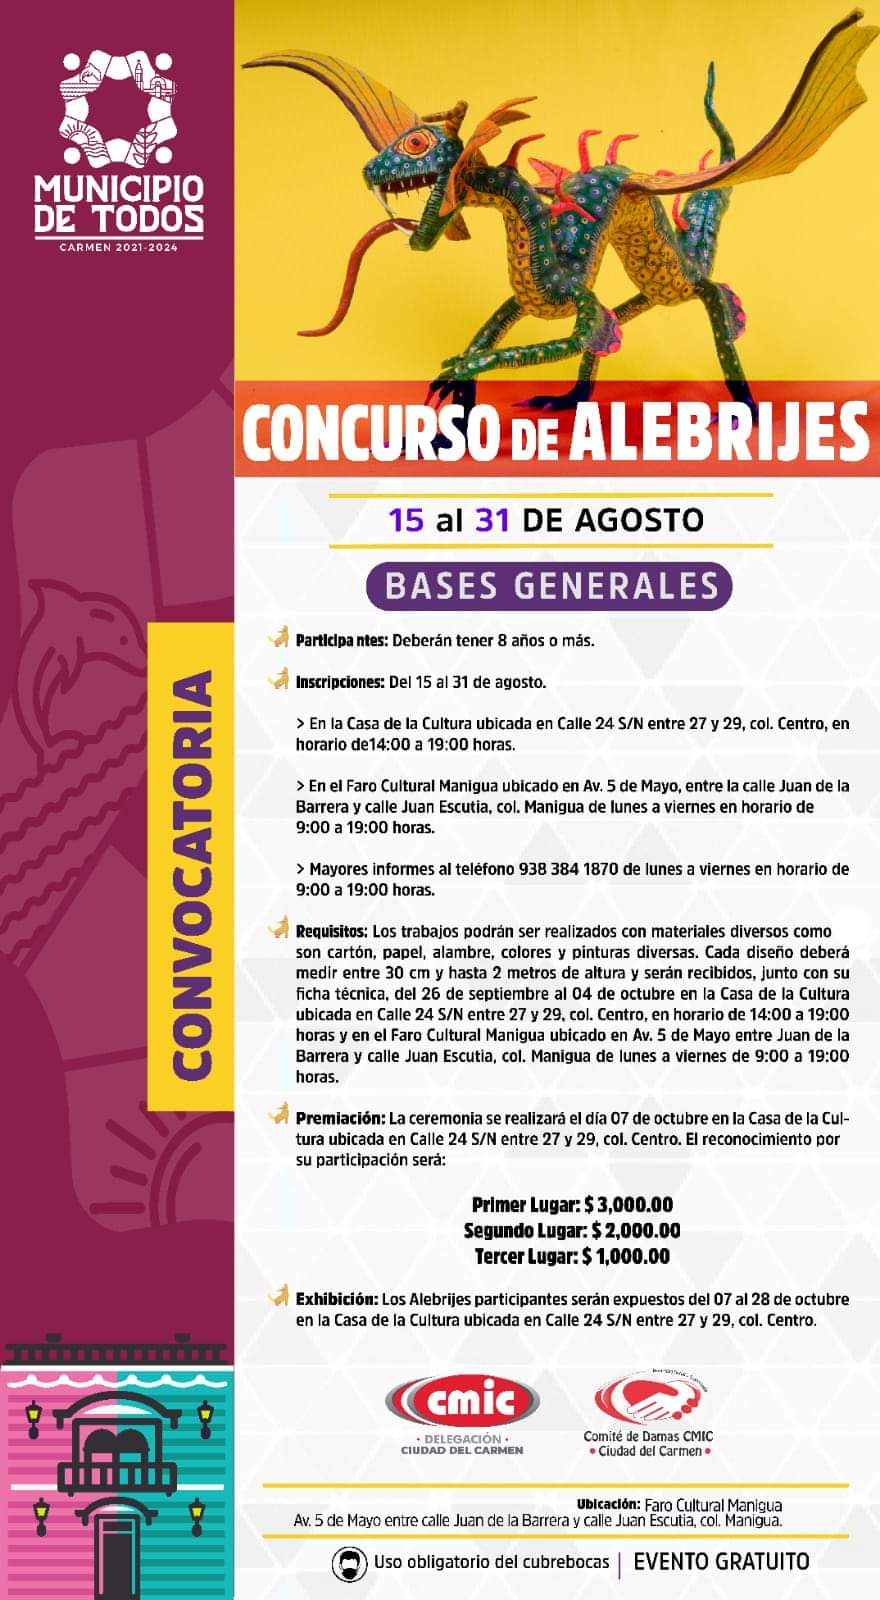 MUNICIPIO
DE TODOS
CARMEN 2021-2024
CONCURSO DE ALEBRIJES
15 al 31 DE AGOSTO
BASES GENERALES
CONVOCATORIA
Participantes: Deberán tener 8 años o más.
Inscripciones: Del 15 al 31 de agosto.
> En la Casa de la Cultura ubicada en Calle 24 S/N entre 27 y 29, col. Centro, en
horario de14:00 a 19:00 horas.
> En el Faro Cultural Manigua ubicado en Av. 5 de Mayo, entre la calle Juan de la
Barrera y calle Juan Escutia, col. Manigua de lunes a viernes en horario de
9:00 a 19:00 horas.
> Mayores informes al teléfono 938 384 1870 de lunes a viernes en horario de
9:00 a 19:00 horas.
Requisitos: Los trabajos podrán ser realizados con materiales diversos como
son cartón, papel, alambre, colores y pinturas diversas. Cada diseño deberá
medir entre 30 cm y hasta 2 metros de altura y serán recibidos, junto con su
ficha técnica, del 26 de septiembre al 04 de octubre en la Casa de la Cultura
ubicada en Calle 24 S/N entre 27 y 29, col. Centro, en horario de 14:00 a 19:00
horas y en el Faro Cultural Manigua ubicado en Av. 5 de Mayo entre Juan de la
Barrera y calle Juan Escutia, col. Manigua de lunes a viernes de 9:00 a 19:00
horas.
Premiación: La ceremonia se realizará el día 07 de octubre en la Casa de la Cul-
tura ubicada en Calle 24 S/N entre 27 y 29, col. Centro. El reconocimiento por
su participación será:
Primer Lugar: $ 3,000.00
Segundo Lugar: $ 2,000.00
Tercer Lugar: $ 1,000.00
Exhibición: Los Alebrijes participantes serán expuestos del 07 al 28 de octubre
en la Casa de la Cultura ubicada en Calle 24 S/N entre 27 y 29, col. Centro.
cmic
• DELEGACIÓN •
CIUDAD DEL CARMEN
Comité de Damas CMIC
• Ciudad del Carmen •
Ubicación: Faro Cultural Manigua
Av. 5 de Mayo entre calle Juan de la Barrera y calle Juan Escutia, col. Manigua.
Uso obligatorio del cubrebocas | EVENTO GRATUITO